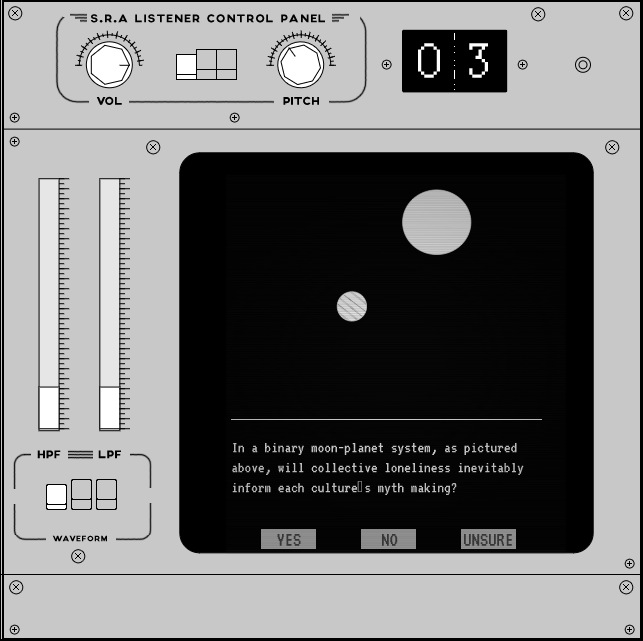 S.R.A LISTENER CONTROL PANEL
VOL
PITCH
03
HPF
LPF
WAVEFORM
In a binary moon-planet system, as pictured
above, will collective loneliness inevitably
inform each culture▯s myth making?
YES
NO
UNSURE